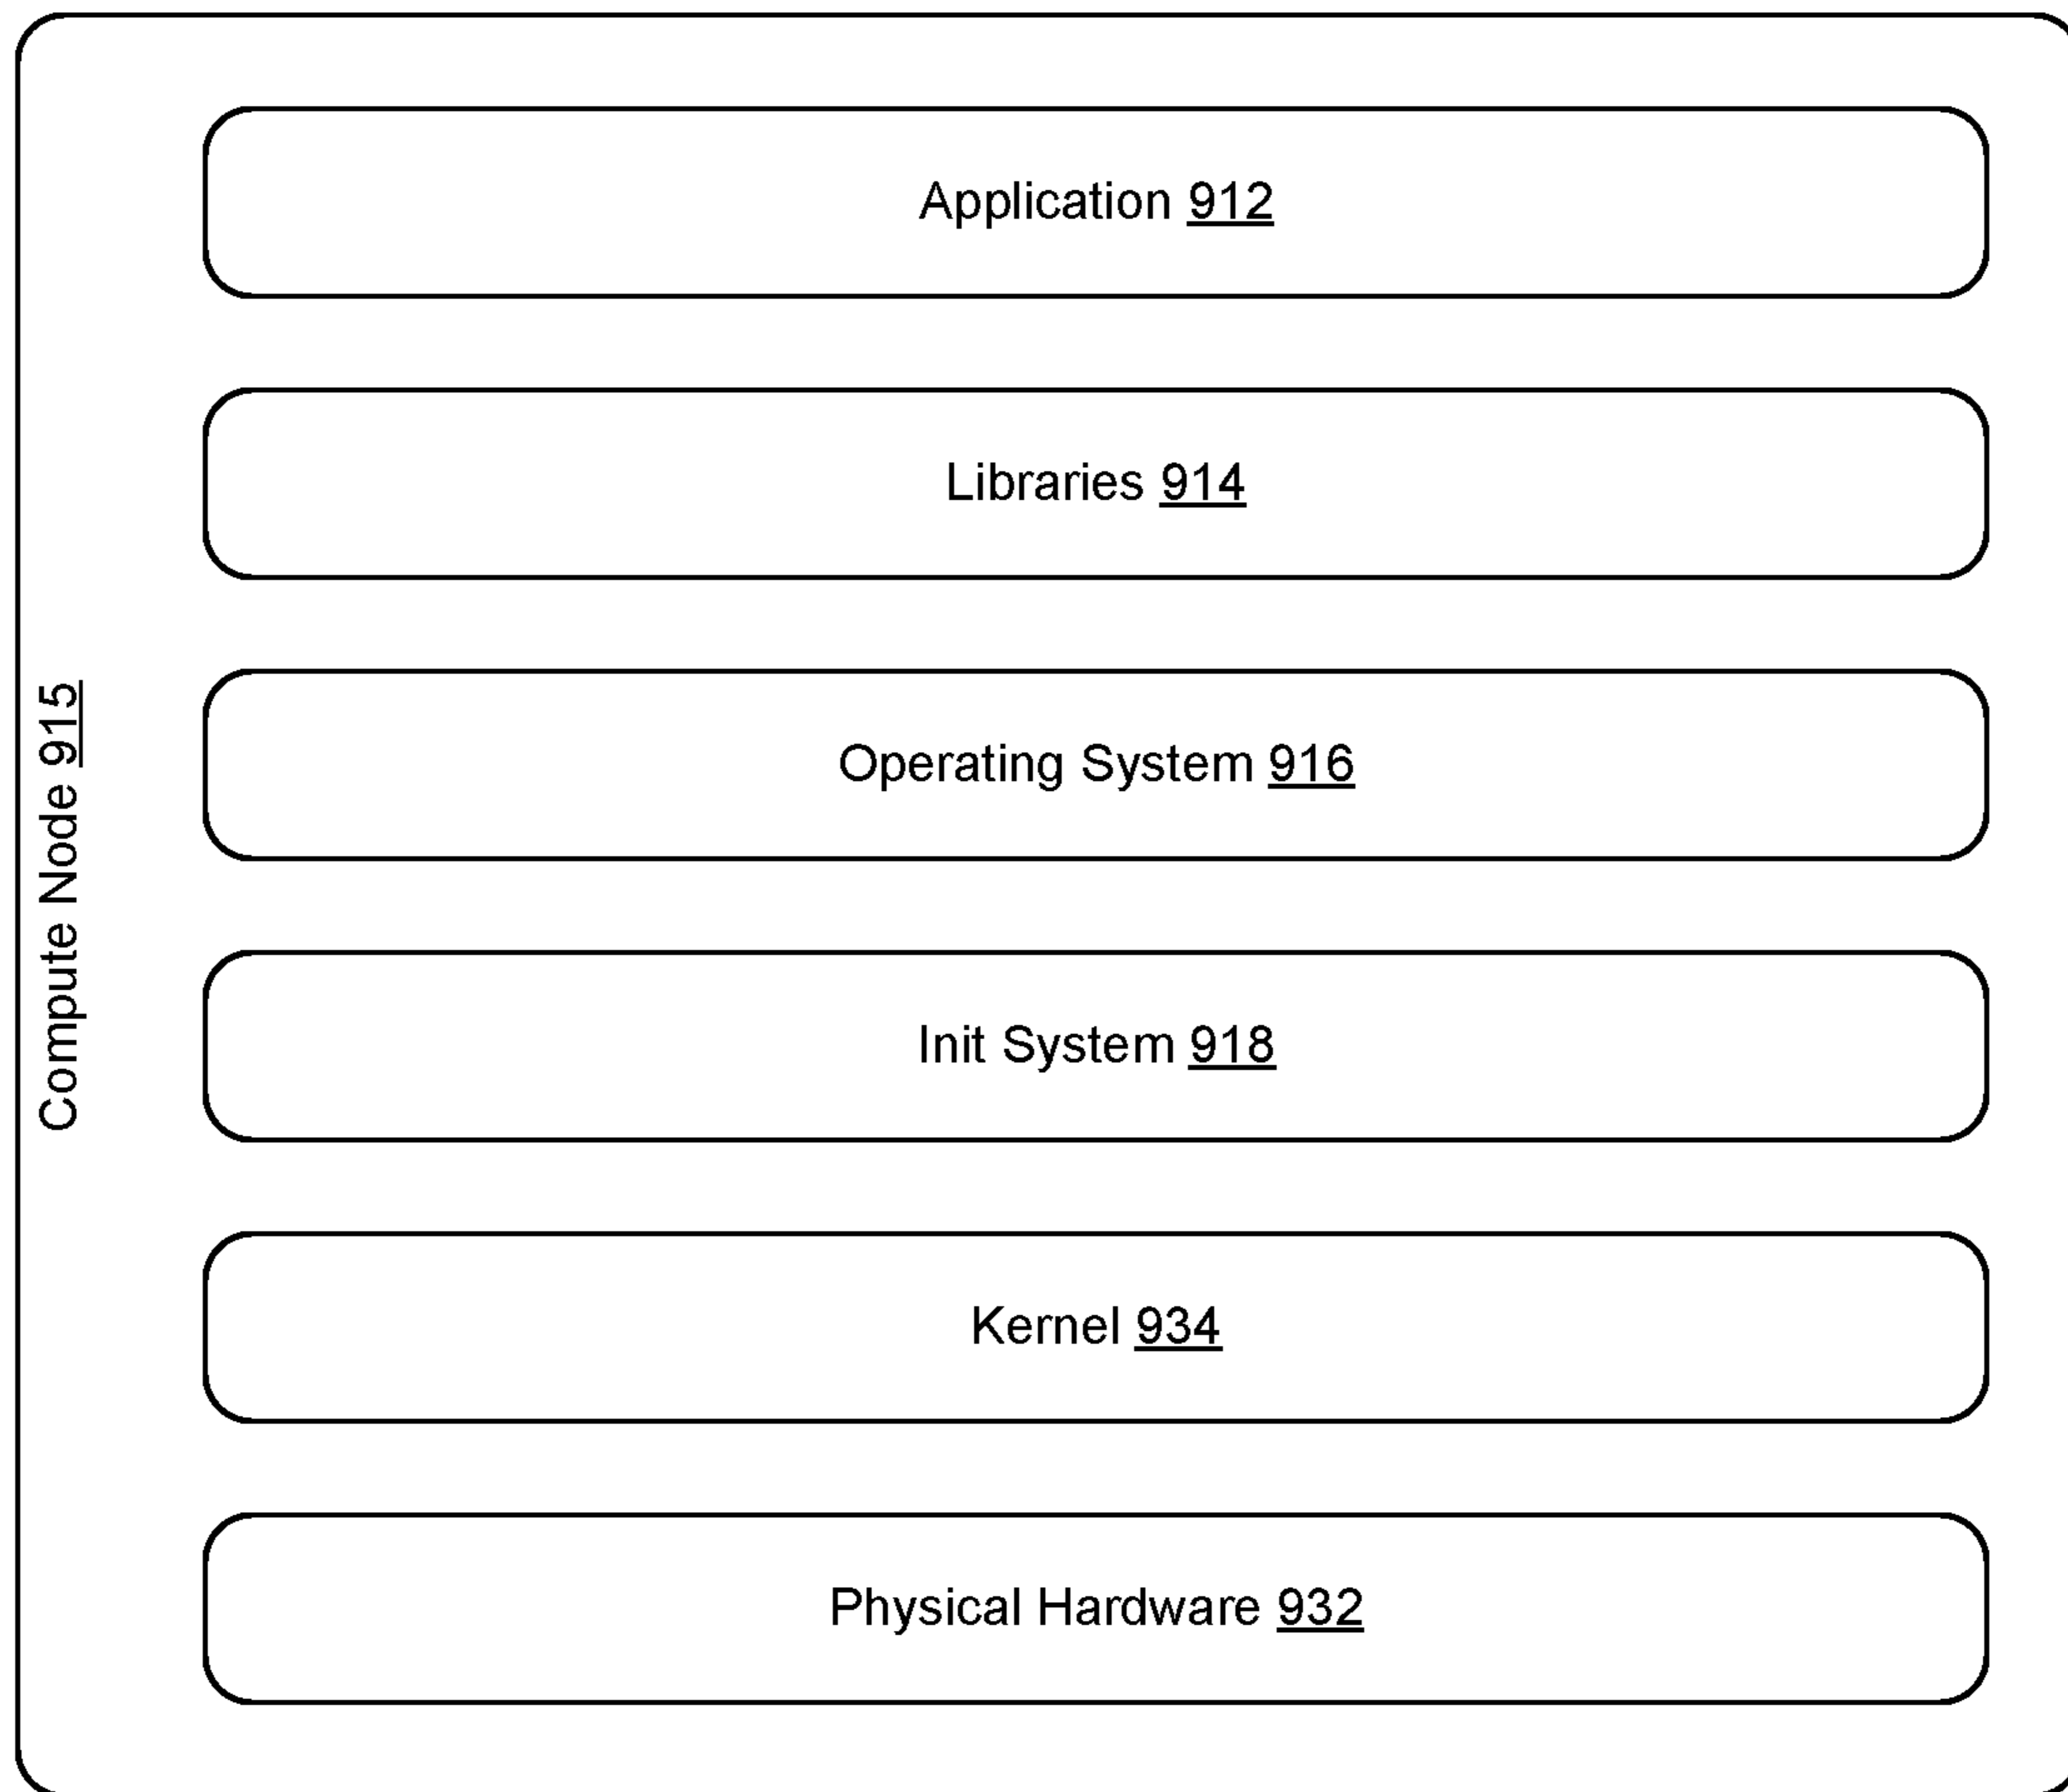 Compute Node 915
Application 912
Libraries 914
Operating System 916
Init System 918
Kernel 934
Physical Hardware 932